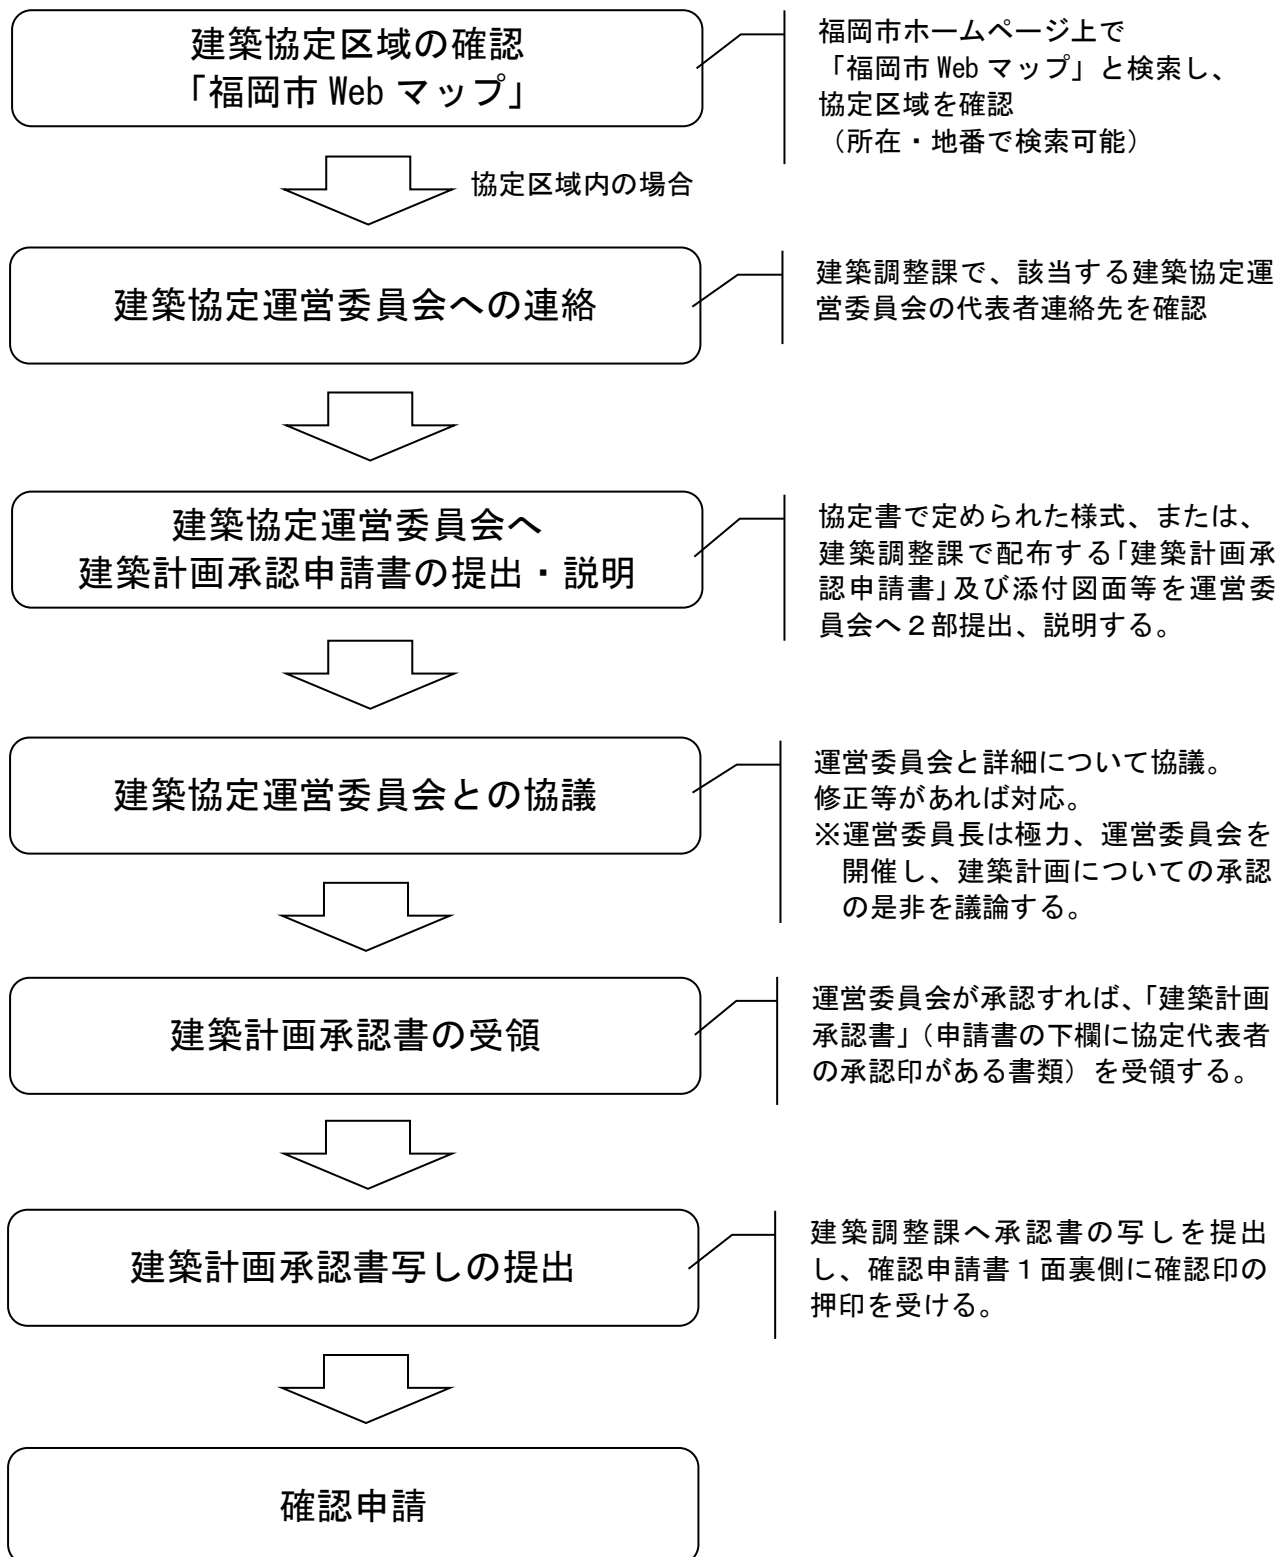 建築協定区域の確認
「福岡市 Web マップ」
福岡市ホームページ上で
「福岡市 Web マップ」と検索し、
協定区域を確認
（所在・地番で検索可能）
協定区域内の場合
建築協定運営委員会への連絡
建築調整課で、該当する建築協定運
営委員会の代表者連絡先を確認
建築協定運営委員会へ
建築計画承認申請書の提出・説明
協定書で定められた様式、または、
建築調整課で配布する「建築計画承
認申請書」及び添付図面等を運営委
員会へ２部提出、説明する。
建築協定運営委員会との協議
運営委員会と詳細について協議。
修正等があれば対応。
※運営委員長は極力、運営委員会を
開催し、建築計画についての承認
の是非を議論する。
建築計画承認書の受領
運営委員会が承認すれば、「建築計画
承認書」（申請書の下欄に協定代表者
の承認印がある書類）を受領する。
建築計画承認書写しの提出
建築調整課へ承認書の写しを提出
し、確認申請書１面裏側に確認印の
押印を受ける。
確認申請